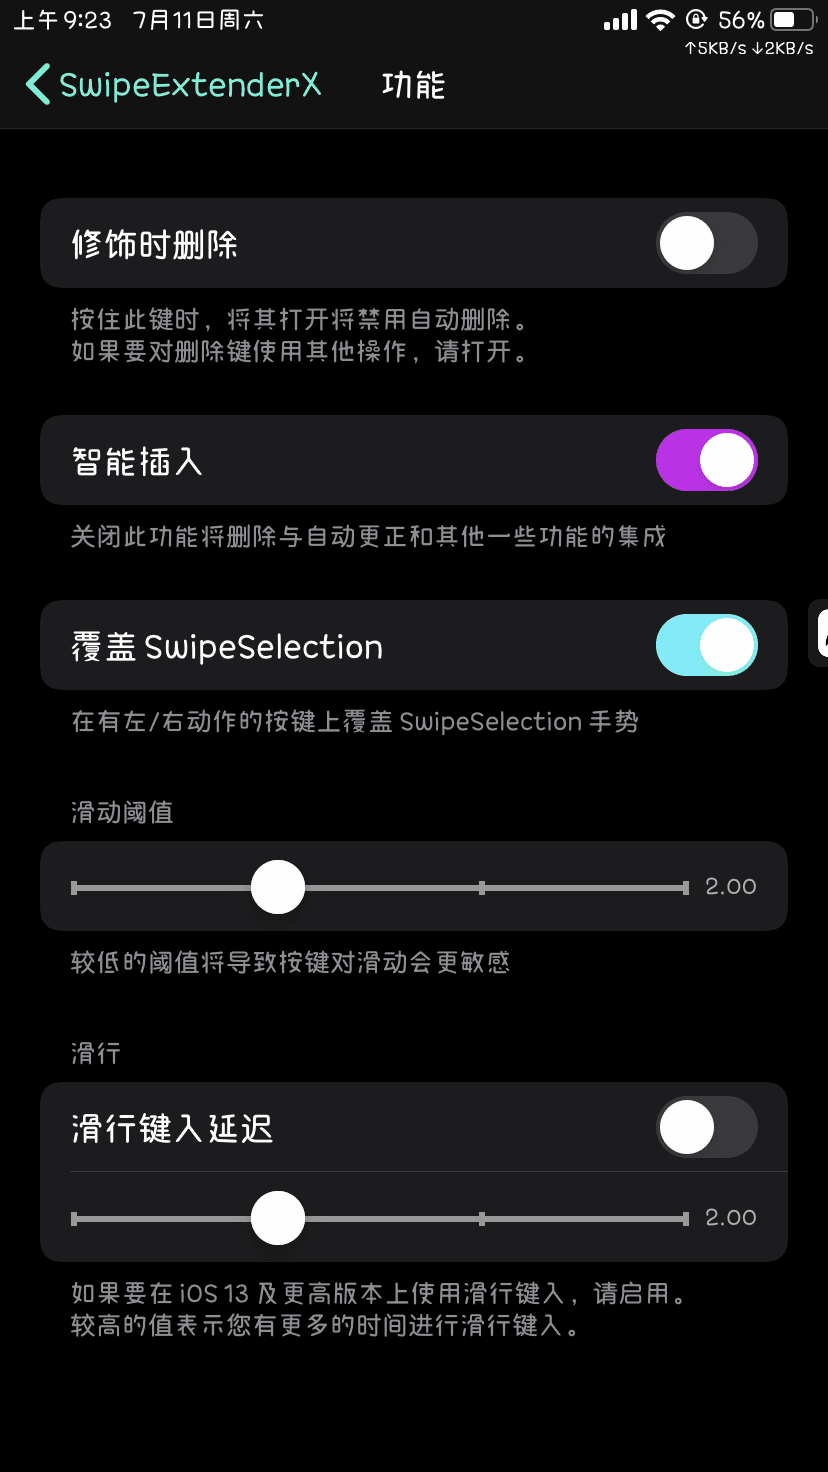 上午 9:23 7月11日周六 56%
↑5KB/s ↓2KB/s
SwipeExtenderX 功能
修饰时删除
按住此键时，将其打开将禁用自动删除。
如果要对删除键使用其他操作，请打开。
智能插入
关闭此功能将删除与自动更正和其他一些功能的集成
覆盖 SwipeSelection
在有左/右动作的按键上覆盖 SwipeSelection 手势
滑动阈值
2.00
较低的阈值将导致按键对滑动会更敏感
滑行
滑行键入延迟
2.00
如果要在 iOS 13 及更高版本上使用滑行键入，请启用。
较高的值表示您有更多的时间进行滑行键入。